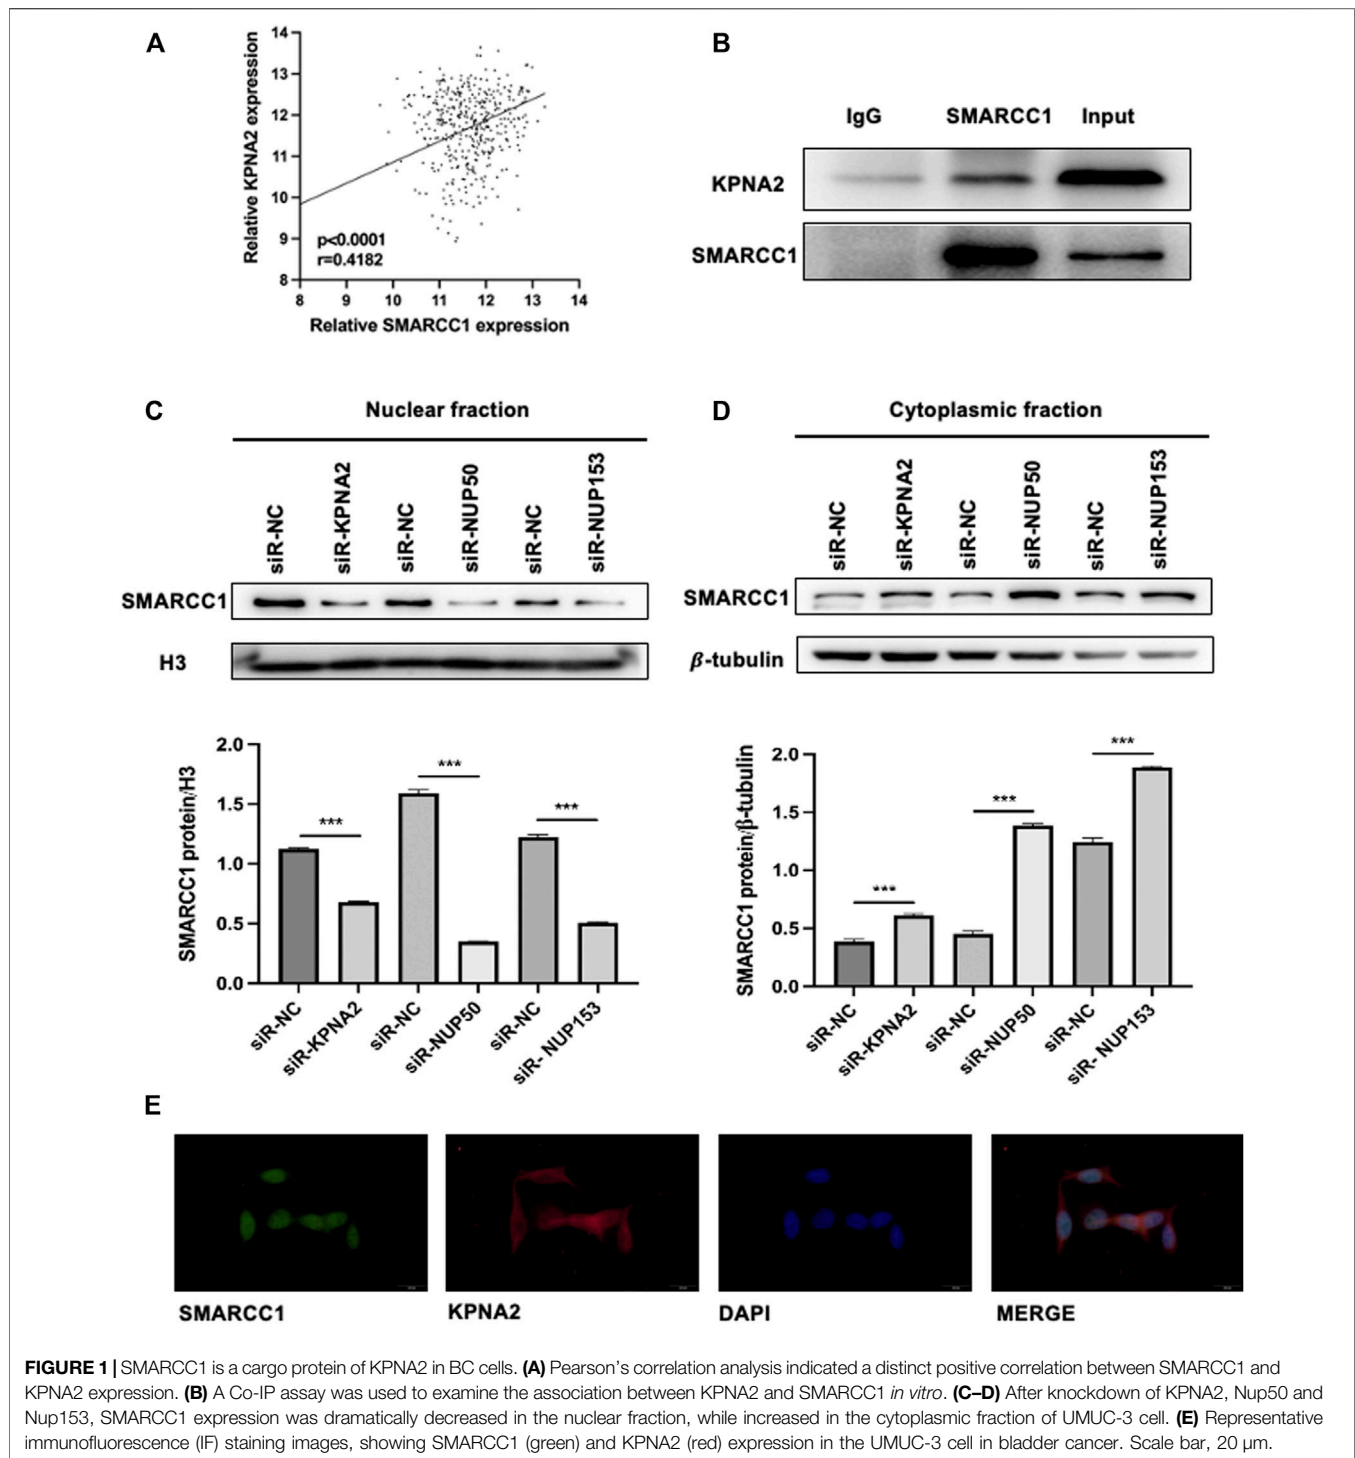 A
Relative KPNA2 expression
14
13
12
11
10
9
8
p<0.0001
r=0.4182
8 9 10 11 12 13 14
Relative SMARCC1 expression
B
IgG SMARCC1 Input
KPNA2
SMARCC1
C
Nuclear fraction
siR-NC siR-KPNA2 siR-NC siR-NUP50 siR-NC siR-NUP153
SMARCC1
H3
SMARCC1 protein/H3
2.0
1.5
1.0
0.5
0.0
*** *** ***
siR-NC siR-KPNA2 siR-NC siR-NUP50 siR-NC siR- NUP153
D
Cytoplasmic fraction
siR-NC siR-KPNA2 siR-NC siR-NUP50 siR-NC siR-NUP153
SMARCC1
β-tubulin
SMARCC1 protein/β-tubulin
2.0
1.5
1.0
0.5
0.0
*** *** ***
siR-NC siR-KPNA2 siR-NC siR-NUP50 siR-NC siR- NUP153
E
SMARCC1 KPNA2 DAPI MERGE
FIGURE 1 | SMARCC1 is a cargo protein of KPNA2 in BC cells. (A) Pearson's correlation analysis indicated a distinct positive correlation between SMARCC1 and
KPNA2 expression. (B) A Co-IP assay was used to examine the association between KPNA2 and SMARCC1 in vitro. (C–D) After knockdown of KPNA2, Nup50 and
Nup153, SMARCC1 expression was dramatically decreased in the nuclear fraction, while increased in the cytoplasmic fraction of UMUC-3 cell. (E) Representative
immunofluorescence (IF) staining images, showing SMARCC1 (green) and KPNA2 (red) expression in the UMUC-3 cell in bladder cancer. Scale bar, 20 μm.